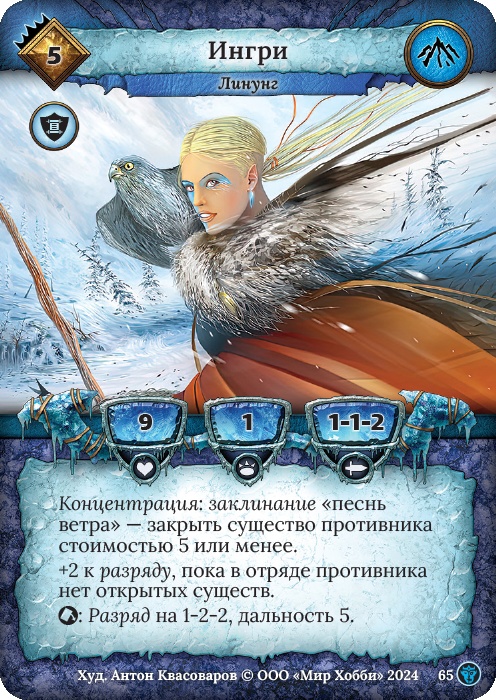 5
Ингри
Линунг
9
1
1-1-2
Концентрация: заклинание «песнь
ветра» — закрыть существо противника
стоимостью 5 или менее.
+2 к разряду, пока в отряде противника
нет открытых существ.
: Разряд на 1-2-2, дальность 5.
Худ. Антон Квасоваров © ООО «Мир Хобби» 2024
65